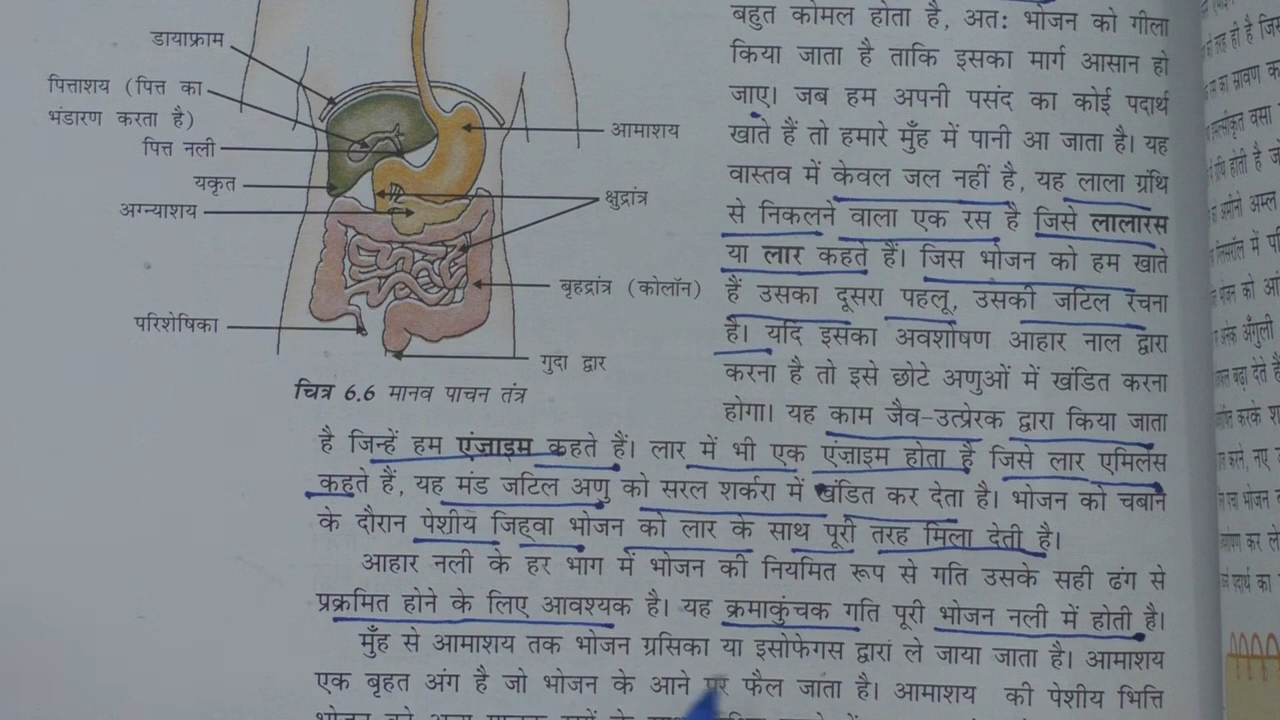 डायाफ्राम
पित्ताशय (पित्त का
भंडारण करता है)
पित्त नली
यकृत
अग्न्याशय
परिशेषिका
आमाशय
क्षुद्रांत्र
बृहद्रांत्र (कोलॉन)
गुदा द्वार
चित्र 6.6 मानव पाचन तंत्र
बहुत कोमल होता है, अतः भोजन को गीला
किया जाता है ताकि इसका मार्ग आसान हो
जाए। जब हम अपनी पसंद का कोई पदार्थ
खाते हैं तो हमारे मुँह में पानी आ जाता है। यह
वास्तव में केवल जल नहीं है, यह लाला ग्रंथि
से निकलने वाला एक रस है जिसे लालारस
या लार कहते हैं। जिस भोजन को हम खाते
हैं उसका दूसरा पहलू, उसकी जटिल रचना
है। यदि इसका अवशोषण आहार नाल द्वारा
करना है तो इसे छोटे अणुओं में खंडित करना
होगा। यह काम जैव-उत्प्रेरक द्वारा किया जाता
है जिन्हें हम एंज़ाइम कहते हैं। लार में भी एक एंज़ाइम होता है जिसे लार एमिलेस
कहते हैं, यह मंड जटिल अणु को सरल शर्करा में खंडित कर देता है। भोजन को चबाने
के दौरान पेशीय जिह्वा भोजन को लार के साथ पूरी तरह मिला देती है।
आहार नली के हर भाग में भोजन की नियमित रूप से गति उसके सही ढंग से
प्रक्रमित होने के लिए आवश्यक है। यह क्रमाकुंचक गति पूरी भोजन नली में होती है।
मुँह से आमाशय तक भोजन ग्रसिका या इसोफेगस द्वारा ले जाया जाता है। आमाशय
एक बृहत अंग है जो भोजन के आने पर फैल जाता है। आमाशय की पेशीय भित्ति